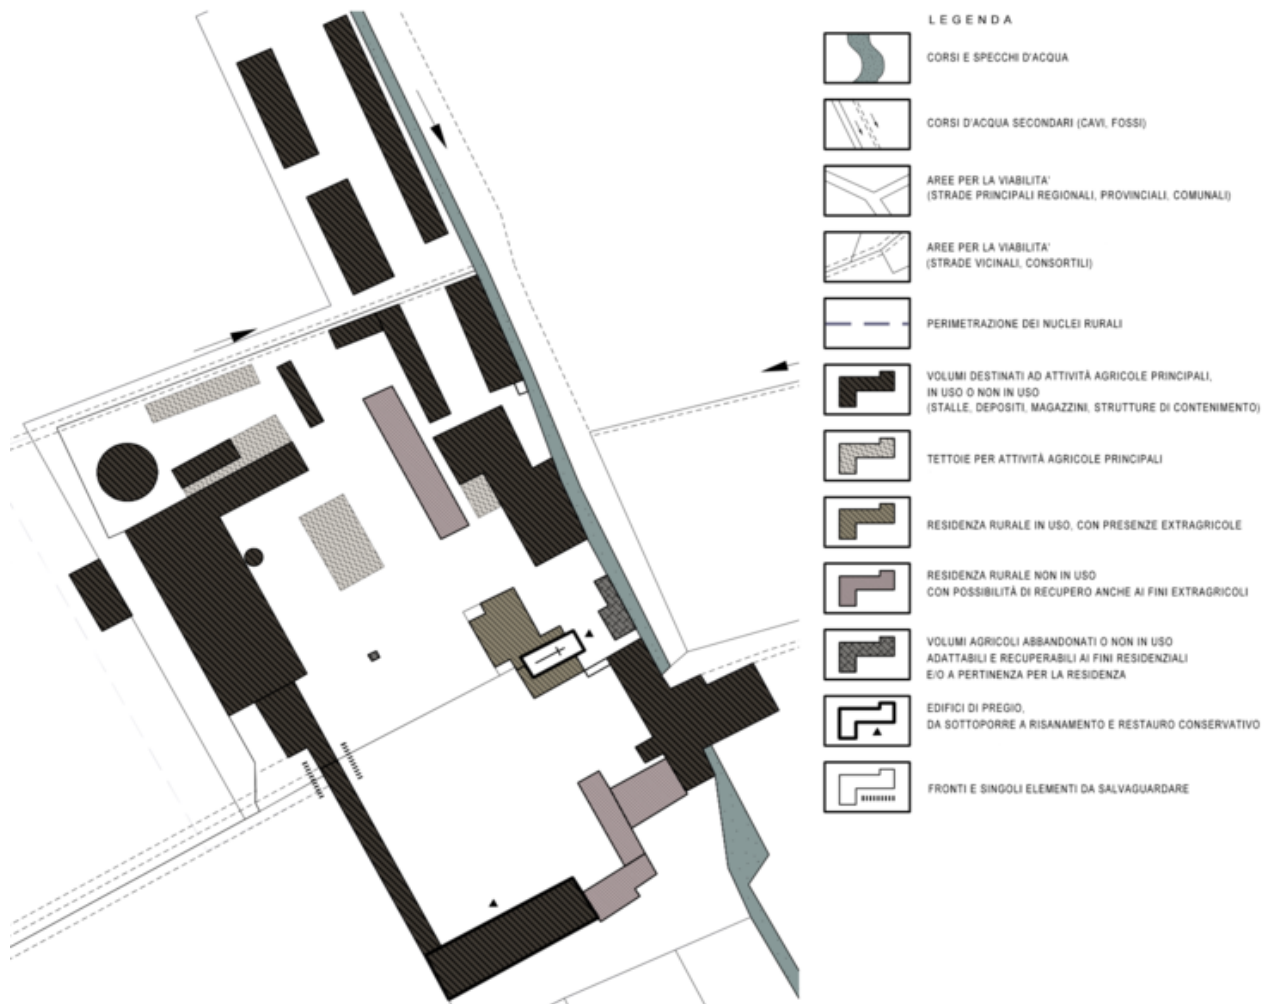 LEGENDA
CORSI E SPECCHI D'ACQUA
CORSI D'ACQUA SECONDARI (CAVI, FOSSI)
AREE PER LA VIABILITA'
(STRADE PRINCIPALI REGIONALI, PROVINCIALI, COMUNALI)
AREE PER LA VIABILITA'
(STRADE VICINALI, CONSORTILI)
PERIMETRAZIONE DEI NUCLEI RURALI
VOLUMI DESTINATI AD ATTIVITÀ AGRICOLE PRINCIPALI,
IN USO O NON IN USO
(STALLE, DEPOSITI, MAGAZZINI, STRUTTURE DI CONTENIMENTO)
TETTOIE PER ATTIVITÀ AGRICOLE PRINCIPALI
RESIDENZA RURALE IN USO, CON PRESENZE EXTRAGRICOLE
RESIDENZA RURALE NON IN USO
CON POSSIBILITÀ DI RECUPERO ANCHE AI FINI EXTRAGRICOLI
VOLUMI AGRICOLI ABBANDONATI O NON IN USO
ADATTABILI E RECUPERABILI AI FINI RESIDENZIALI
E/O A PERTINENZA PER LA RESIDENZA
EDIFICI DI PREGIO,
DA SOTTOPORRE A RISANAMENTO E RESTAURO CONSERVATIVO
FRONTI E SINGOLI ELEMENTI DA SALVAGUARDARE